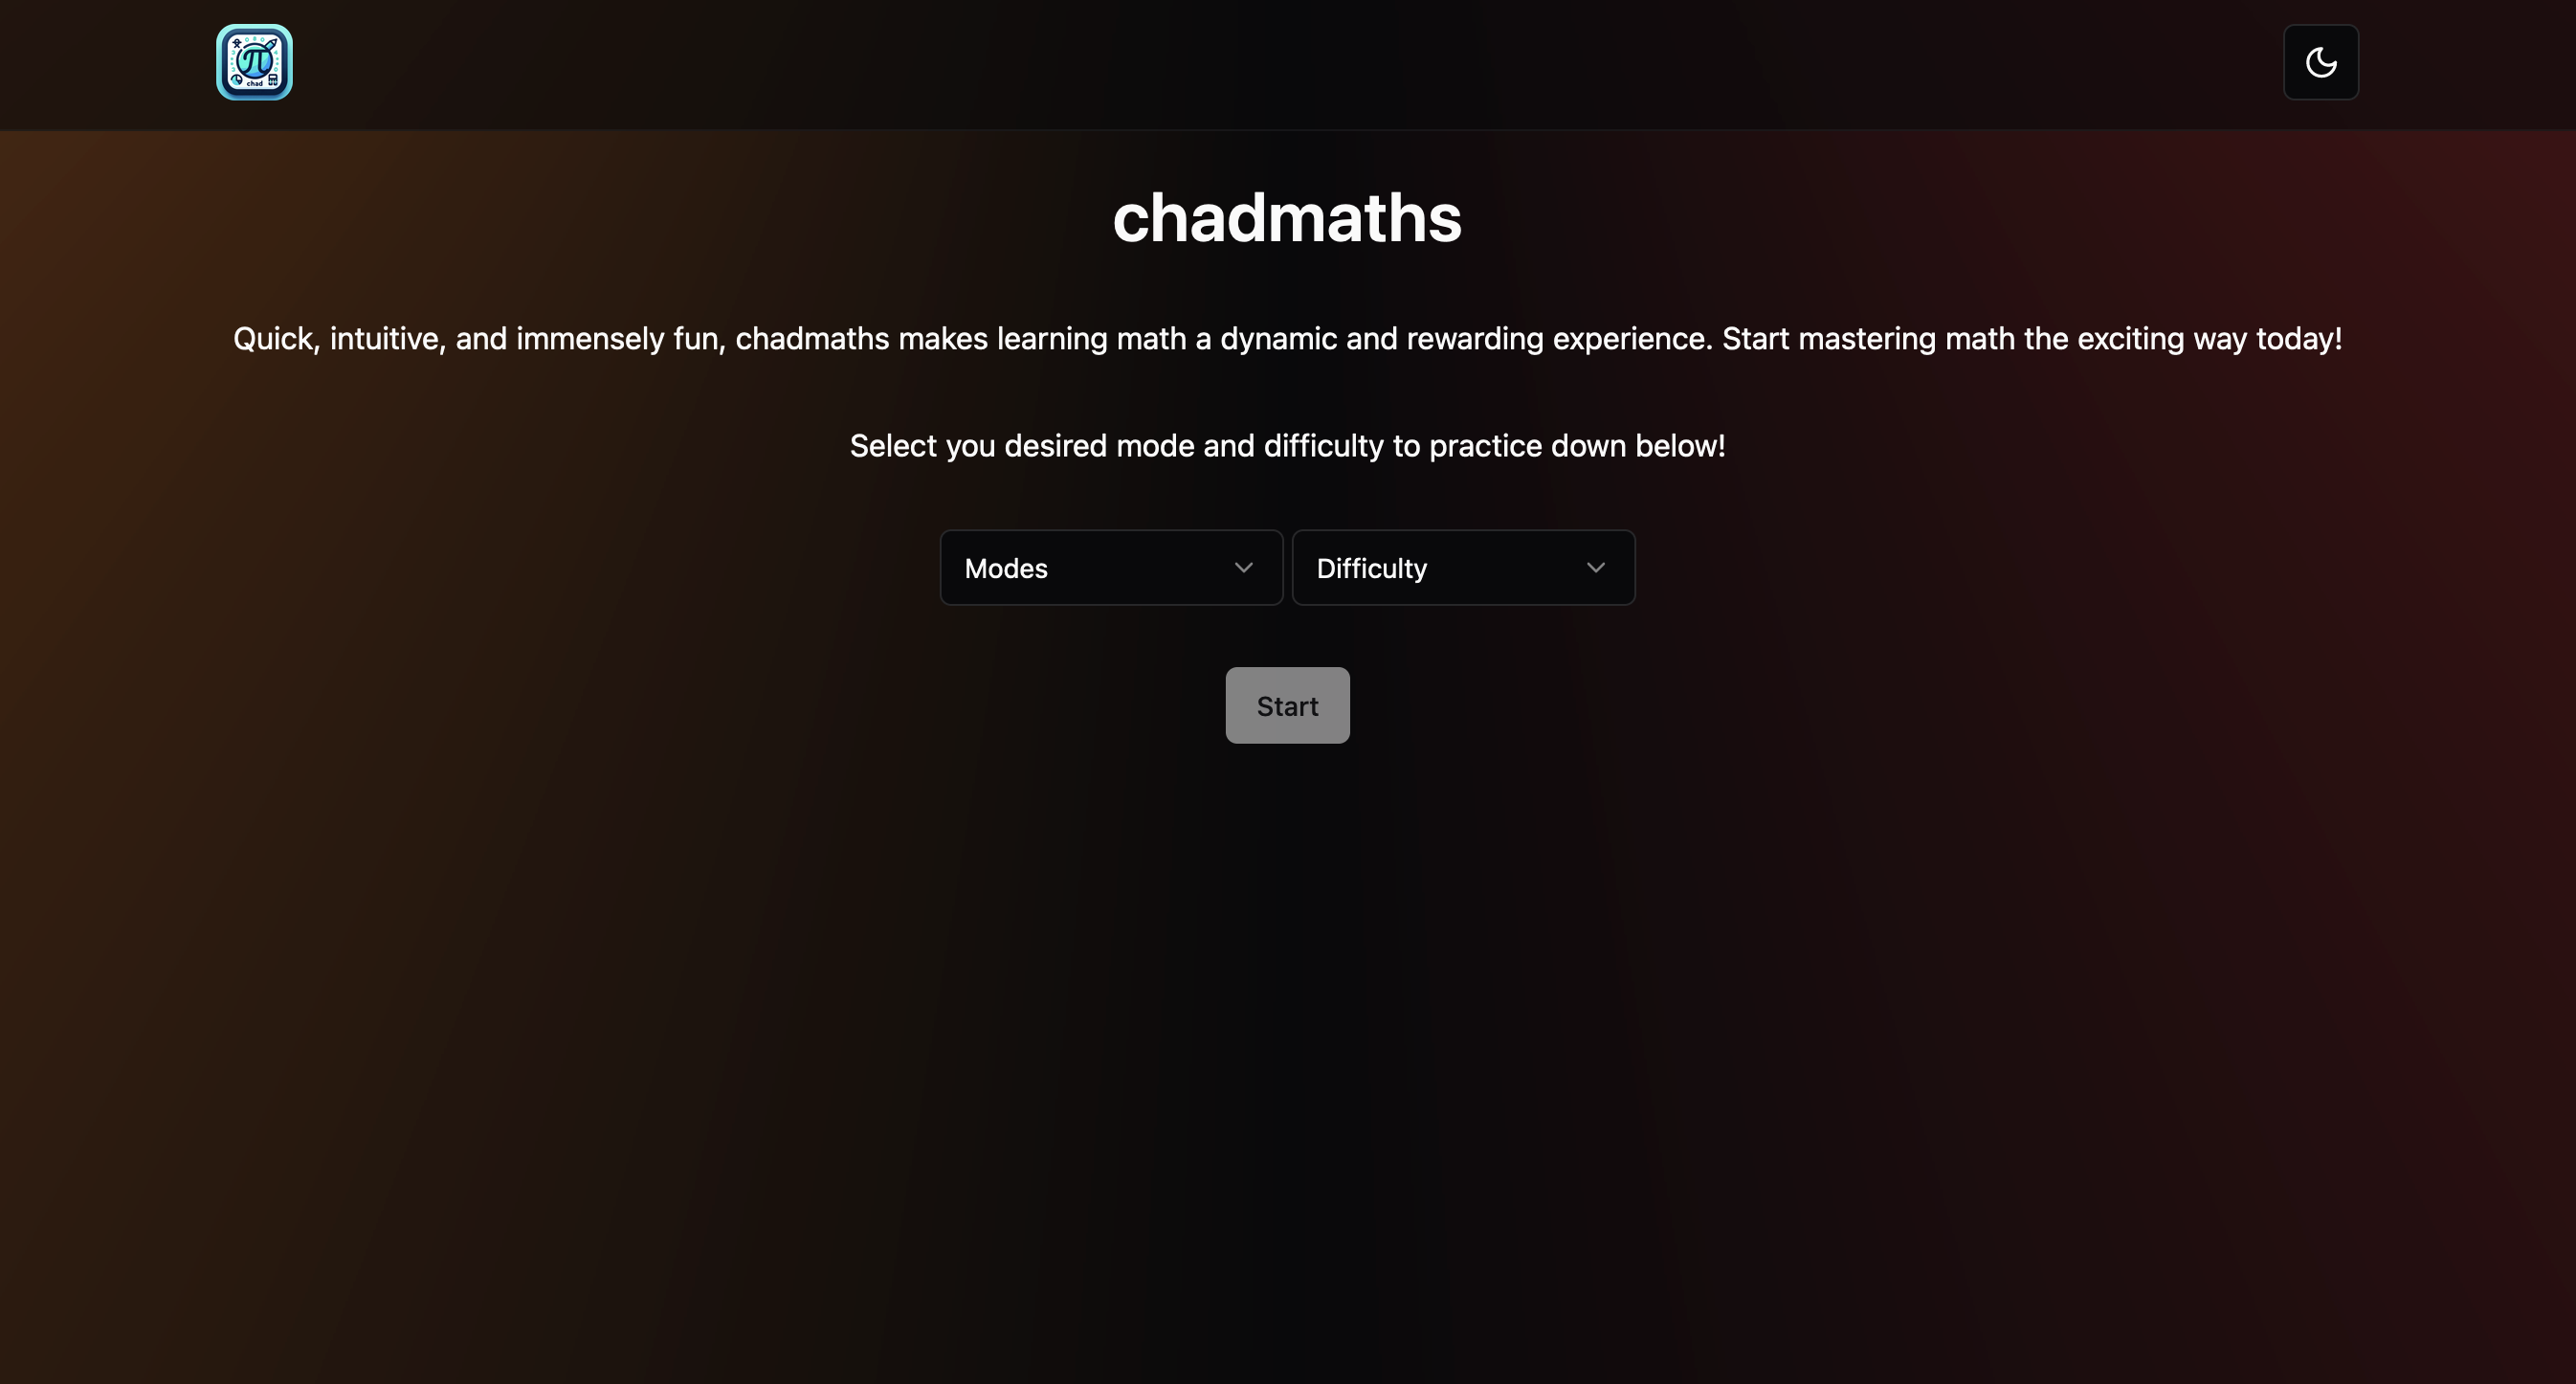 chad
chadmaths
Quick, intuitive, and immensely fun, chadmaths makes learning math a dynamic and rewarding experience. Start mastering math the exciting way today!
Select you desired mode and difficulty to practice down below!
Modes
Difficulty
Start